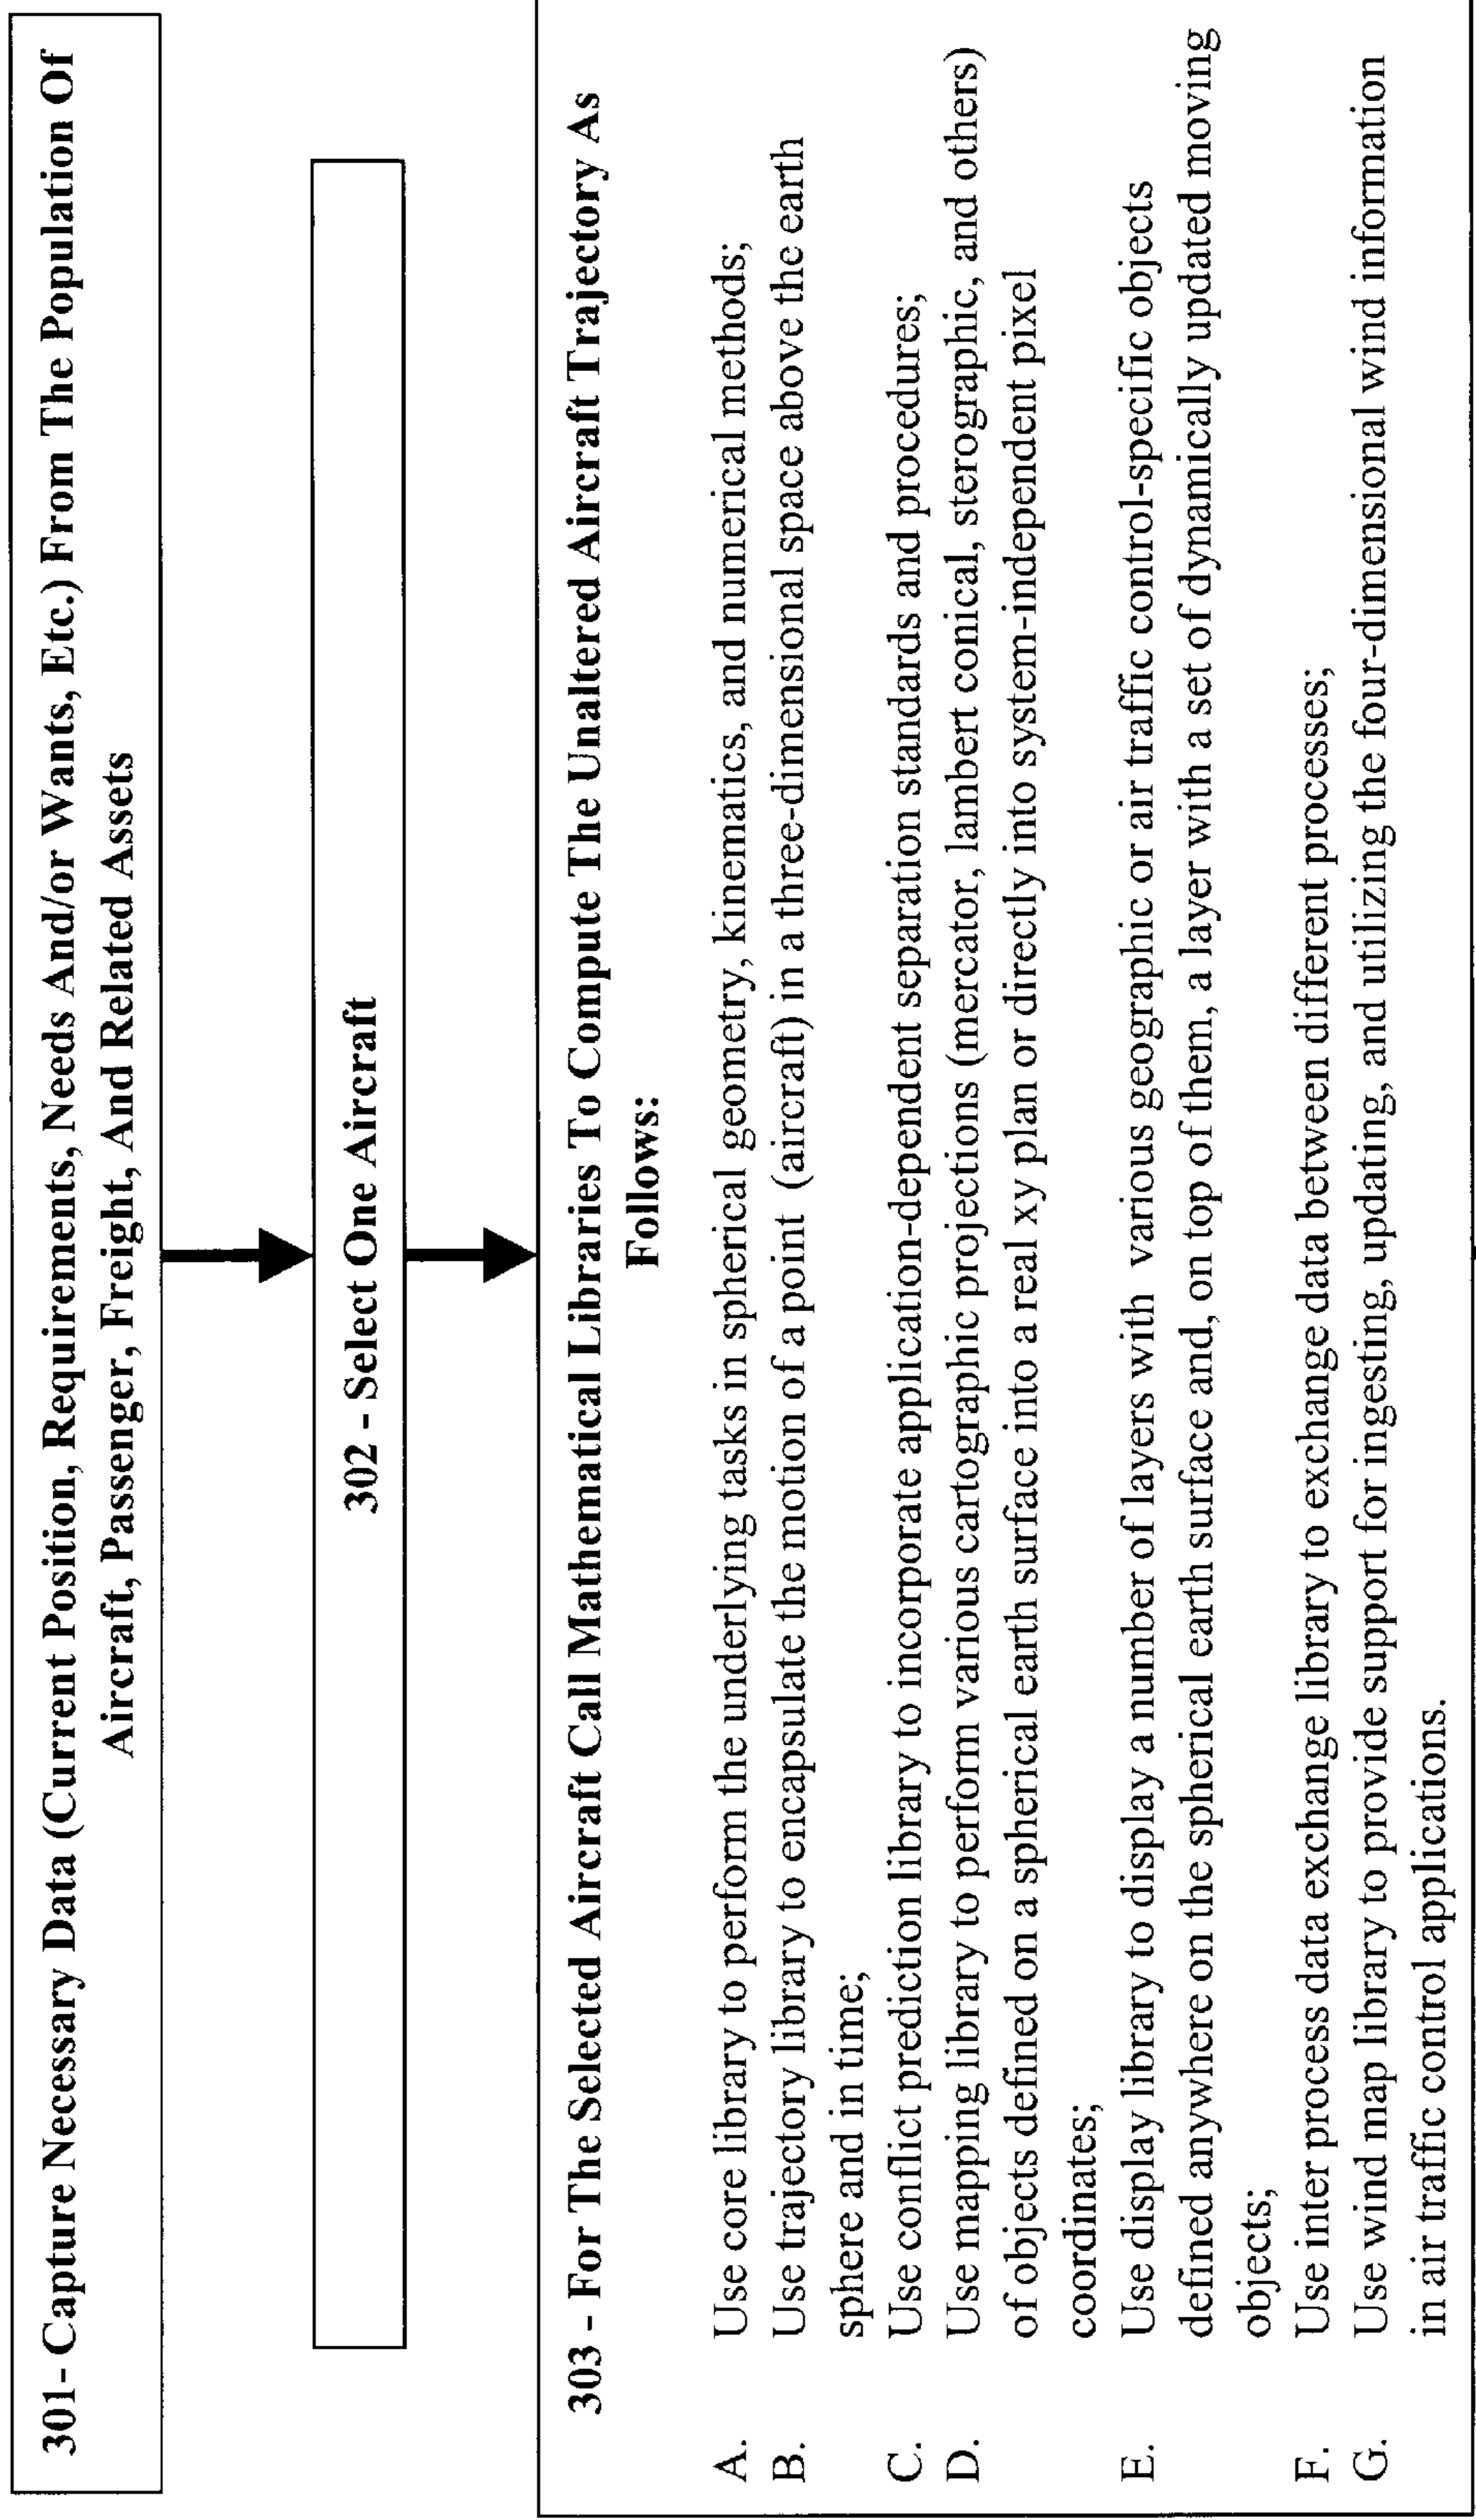 301- Capture Necessary Data (Current Position, Requirements, Needs And/or Wants, Etc.) From The Population Of
Aircraft, Passenger, Freight, And Related Assets
302 - Select One Aircraft
303 - For The Selected Aircraft Call Mathematical Libraries To Compute The Unaltered Aircraft Trajectory As
Follows:
A. Use core library to perform the underlying tasks in spherical geometry, kinematics, and numerical methods;
B. Use trajectory library to encapsulate the motion of a point (aircraft) in a three-dimensional space above the earth
sphere and in time;
C. Use conflict prediction library to incorporate application-dependent separation standards and procedures;
D. Use mapping library to perform various cartographic projections (mercator, lambert conical, sterographic, and others)
of objects defined on a spherical earth surface into a real xy plan or directly into system-independent pixel
coordinates;
E. Use display library to display a number of layers with various geographic or air traffic control-specific objects
defined anywhere on the spherical earth surface and, on top of them, a layer with a set of dynamically updated moving
objects;
F. Use inter process data exchange library to exchange data between different processes;
G. Use wind map library to provide support for ingesting, updating, and utilizing the four-dimensional wind information
in air traffic control applications.